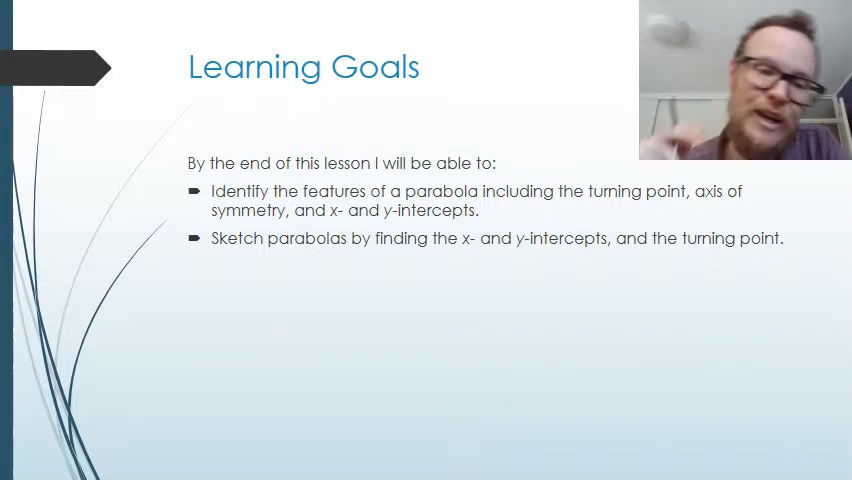 Learning Goals
By the end of this lesson I will be able to:
Identify the features of a parabola including the turning point, axis of
symmetry, and x- and y-intercepts.
Sketch parabolas by finding the x- and y-intercepts, and the turning point.